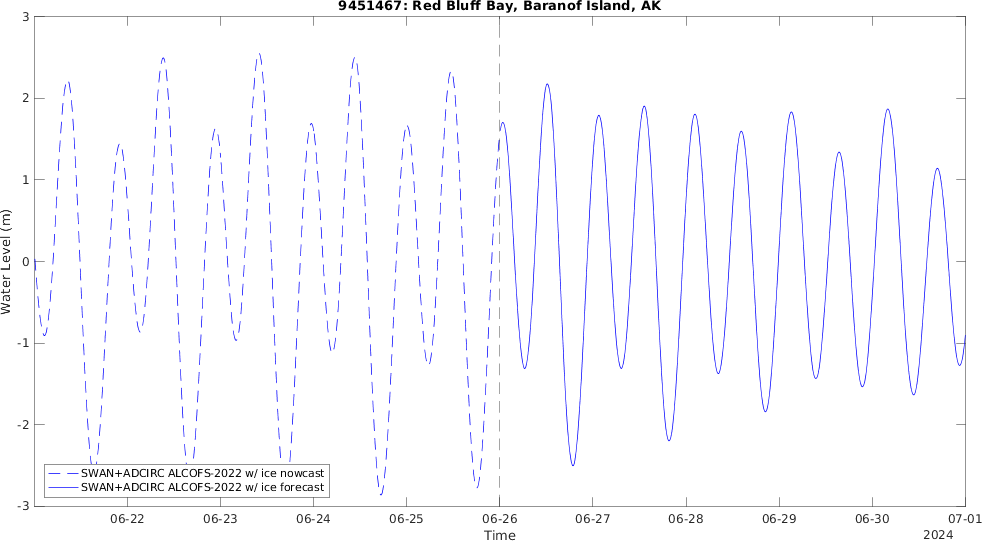 9451467: Red Bluff Bay, Baranof Island, AK
Water Level (m)
3
2
1
0
-1
-2
-3
SWAN+ADCIRC ALCOFS-2022 w/ ice nowcast
SWAN+ADCIRC ALCOFS-2022 w/ ice forecast
06-22 06-23 06-24 06-25 06-26 06-27 06-28 06-29 06-30 07-01
Time
2024